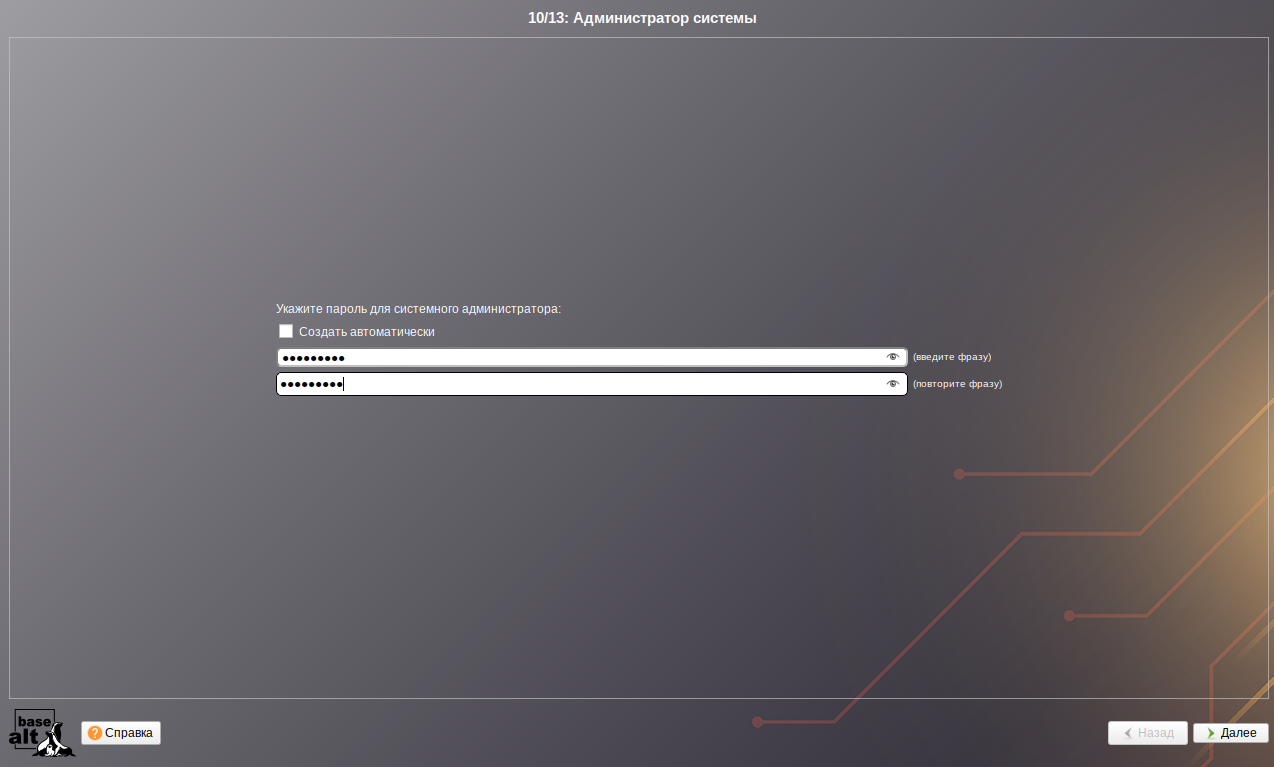 10/13: Администратор системы
Укажите пароль для системного администратора:
Создать автоматически
●●●●●●●●● (введите фразу)
●●●●●●●●● (повторите фразу)
base
alt
? Справка
Назад
Далее